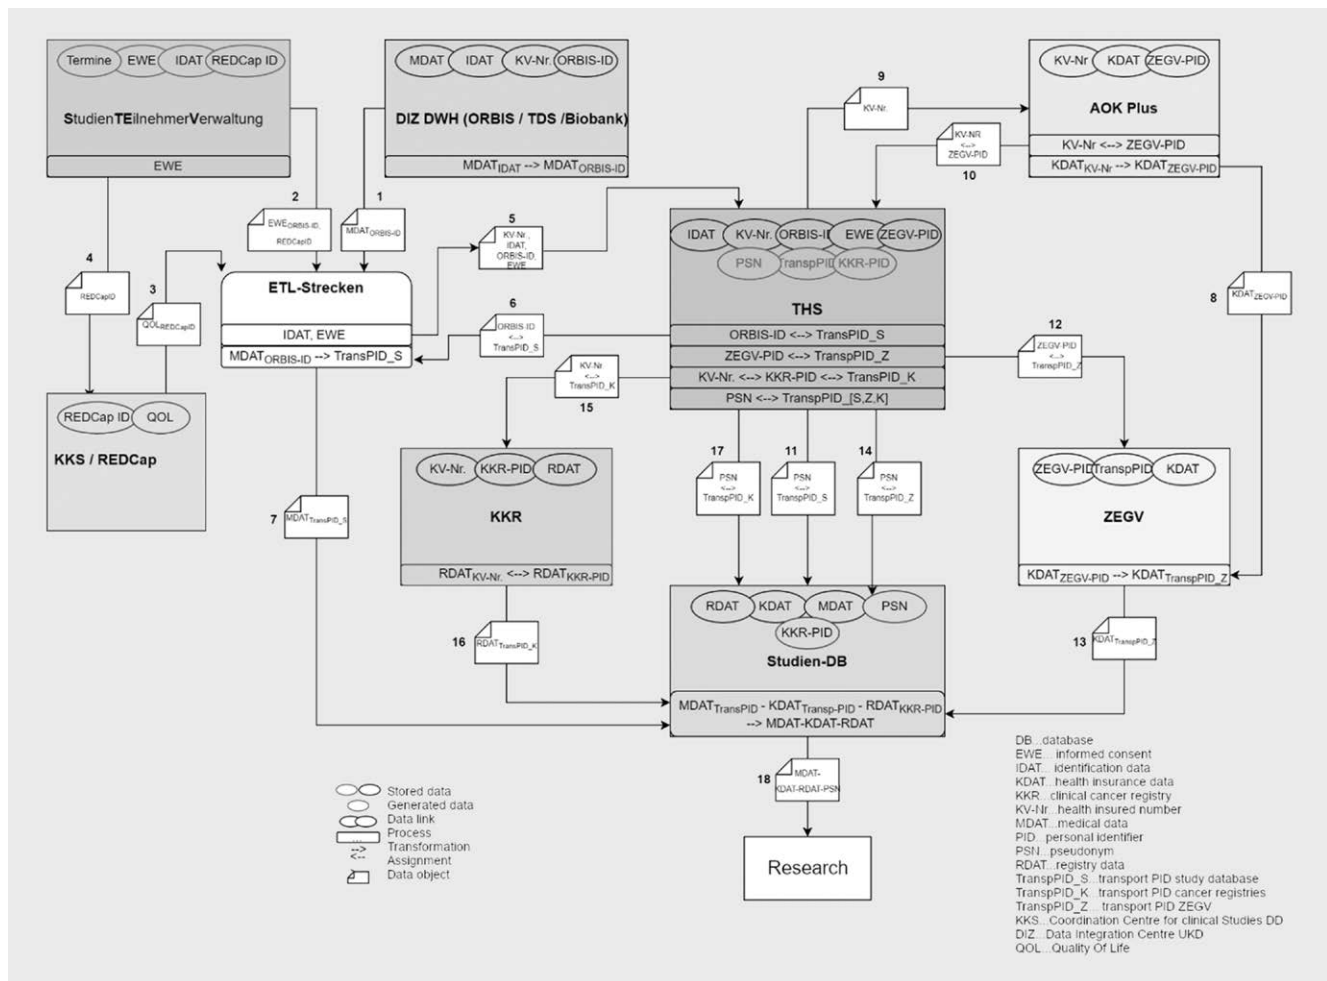 Termine EWE IDAT REDCap ID
StudienTEilnehmerVerwaltung
EWE
MDAT IDAT KV-Nr. ORBIS-ID
DIZ DWH (ORBIS / TDS /Biobank)
MDATIDAT --> MDATORBIS-ID
9
KV-Nr.
KV-Nr KDAT ZEGV-PID
AOK Plus
KV-Nr <--> ZEGV-PID
KDATKV-Nr --> KDATZEGV-PID
KV-NR
<-->
ZEGV-PID
10
2
EWEORBIS-ID,
REDCapID
1
MDATORBIS-ID
5
KV-Nr.,
IDAT,
ORBIS-ID,
EWE
4
REDCapID
3
QOLREDCapID
ETL-Strecken
IDAT, EWE
MDATORBIS-ID --> TransPID_S
6
ORBIS-ID
<-->
TransPID_S
IDAT KV-Nr. ORBIS-ID EWE ZEGV-PID
PSN TranspPID KKR-PID
THS
ORBIS-ID <--> TransPID_S
ZEGV-PID <--> TranspPID_Z
KV-Nr. <--> KKR-PID <--> TransPID_K
PSN <--> TranspPID_[S,Z,K]
8
KDATZEGV-PID
12
ZEGV-PID
<-->
TranspPID_Z
KV-Nr
<-->
TransPID_K
15
REDCap ID QOL
KKS / REDCap
7
MDATTransPID_S
KV-Nr. KKR-PID RDAT
KKR
RDATKV-Nr. <--> RDATKKR-PID
17
PSN
<-->
TranspPID_K
11
PSN
<-->
TranspPID_S
14
PSN
<-->
TranspPID_Z
ZEGV-PID TranspPID KDAT
ZEGV
KDATZEGV-PID --> KDATTranspPID_Z
16
RDATTransPID_K
RDAT KDAT MDAT PSN
KKR-PID
Studien-DB
MDATTransPID - KDATTransp-PID - RDATKKR-PID
--> MDAT-KDAT-RDAT
13
KDATTranspPID_Z
18
MDAT-
KDAT-RDAT-PSN
Research
Stored data
Generated data
Data link
... Process
--> Transformation
<-- Assignment
Data object
DB...database
EWE... informed consent
IDAT... identification data
KDAT...health insurance data
KKR...clinical cancer registry
KV-Nr...health insured number
MDAT...medical data
PID...personal identifier
PSN...pseudonym
RDAT...registry data
TranspPID_S...transport PID study database
TranspPID_K...transport PID cancer registries
TranspPID_Z... transport PID ZEGV
KKS...Coordination Centre for clinical Studies DD
DIZ...Data Integration Centre UKD
QOL...Quality Of Life